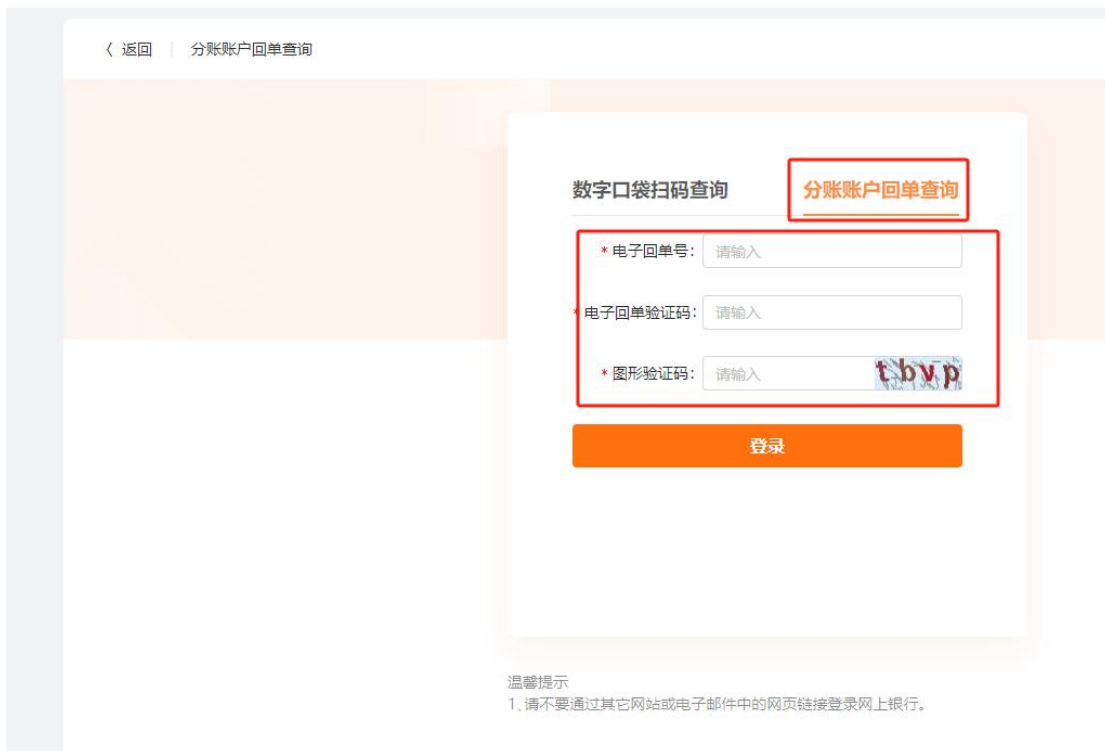 〈 返回 | 分账账户回单查询
数字口袋扫码查询 分账账户回单查询
* 电子回单号: 请输入
* 电子回单验证码: 请输入
* 图形验证码: 请输入 tbvp
登录
温馨提示
1、请不要通过其它网站或电子邮件中的网页链接登录网上银行。